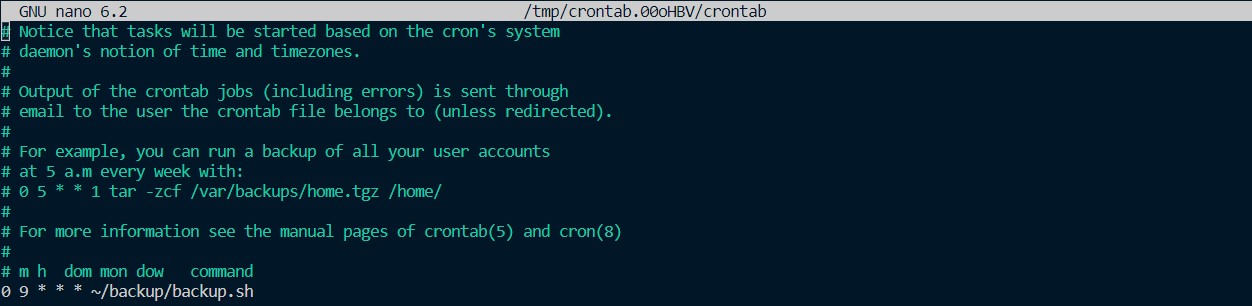 GNU nano 6.2 /tmp/crontab.00oHBV/crontab
# Notice that tasks will be started based on the cron's system
# daemon's notion of time and timezones.
#
# Output of the crontab jobs (including errors) is sent through
# email to the user the crontab file belongs to (unless redirected).
#
# For example, you can run a backup of all your user accounts
# at 5 a.m every week with:
# 0 5 * * 1 tar -zcf /var/backups/home.tgz /home/
#
# For more information see the manual pages of crontab(5) and cron(8)
#
# m h  dom mon dow   command
0 9 * * * ~/backup/backup.sh